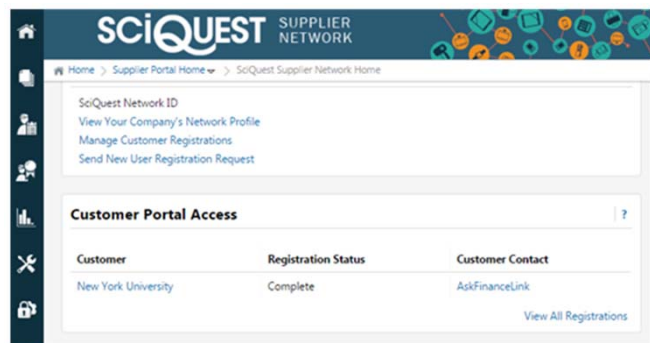 SCiQUEST SUPPLIER NETWORK
Home > Supplier Portal Home > SciQuest Supplier Network Home
SciQuest Network ID
View Your Company's Network Profile
Manage Customer Registrations
Send New User Registration Request
Customer Portal Access ?
Customer Registration Status Customer Contact
New York University Complete AskFinanceLink
View All Registrations